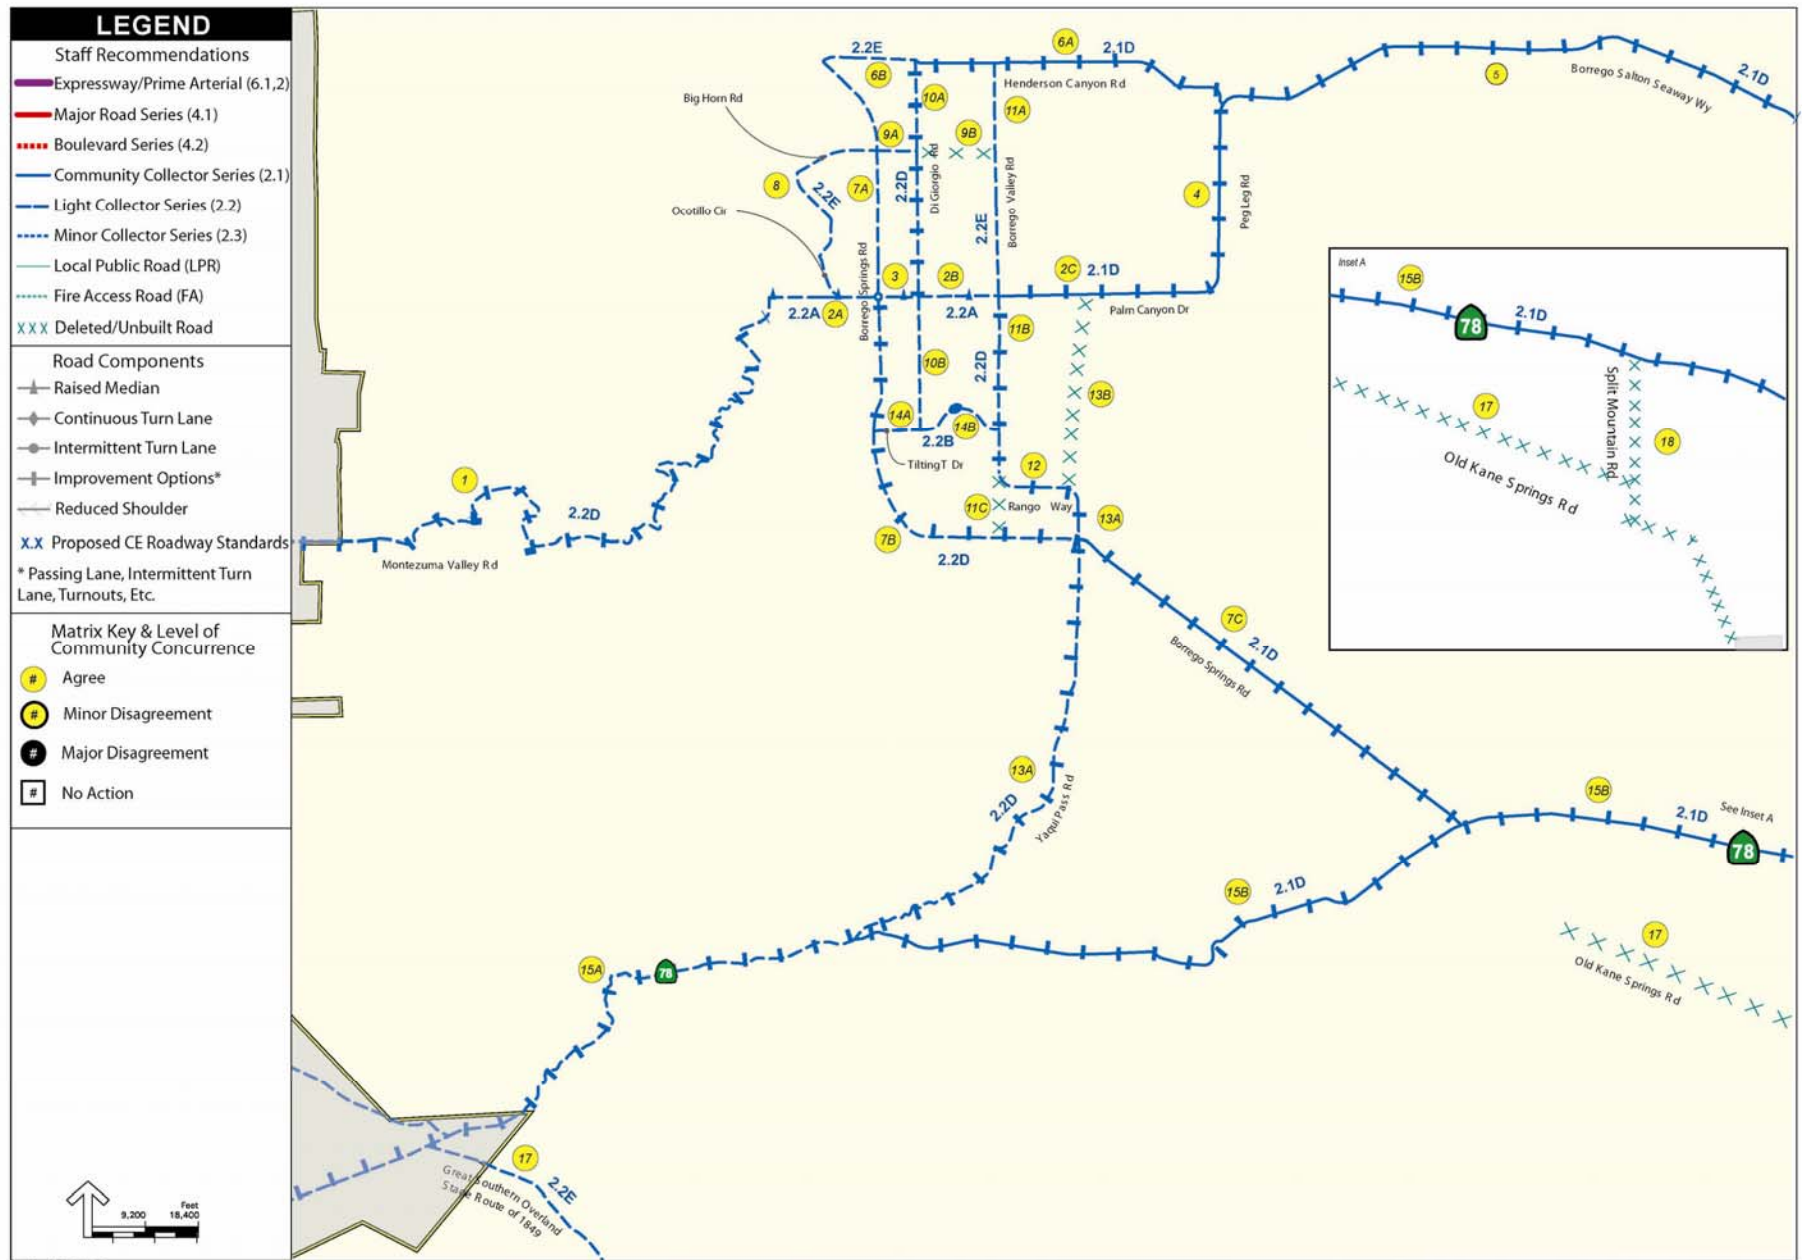 LEGEND
Staff Recommendations
Expressway/Prime Arterial (6.1,2)
Major Road Series (4.1)
Boulevard Series (4.2)
Community Collector Series (2.1)
Light Collector Series (2.2)
Minor Collector Series (2.3)
Local Public Road (LPR)
Fire Access Road (FA)
XXX Deleted/Unbuilt Road
Road Components
Raised Median
Continuous Turn Lane
Intermittent Turn Lane
Improvement Options*
Reduced Shoulder
X.X Proposed CE Roadway Standards
* Passing Lane, Intermittent Turn
Lane, Turnouts, Etc.
Matrix Key & Level of
Community Concurrence
# Agree
# Minor Disagreement
# Major Disagreement
# No Action
Feet
9,200 18,400
2.2E
6A
2.1D
6B
Henderson Canyon Rd
5
Borrego Salton Seaway Wy
2.1D
Big Horn Rd
10A
11A
9A
9B
8
2.2E
7A
2.2D
Di Giorgio Rd
Borrego Valley Rd
2.2E
4
Peg Leg Rd
Ocotillo Cir
Borrego Springs Rd
3
2B
2C
2.1D
2.2A
2A
2.2A
Palm Canyon Dr
11B
10B
2.2D
13B
14A
14B
2.2B
Tilting T Dr
12
1
2.2D
11C
Rango Way
13A
7B
2.2D
Montezuma Valley Rd
7C
2.1D
Borrego Springs Rd
13A
2.2D
Yaqui Pass Rd
15B
2.1D
See Inset A
78
15B
2.1D
17
Old Kane Springs Rd
15A
78
17
2.2E
Great Southern Overland
Stage Route of 1849
Inset A
15B
78
2.1D
17
Split Mountain Rd
18
Old Kane Springs Rd